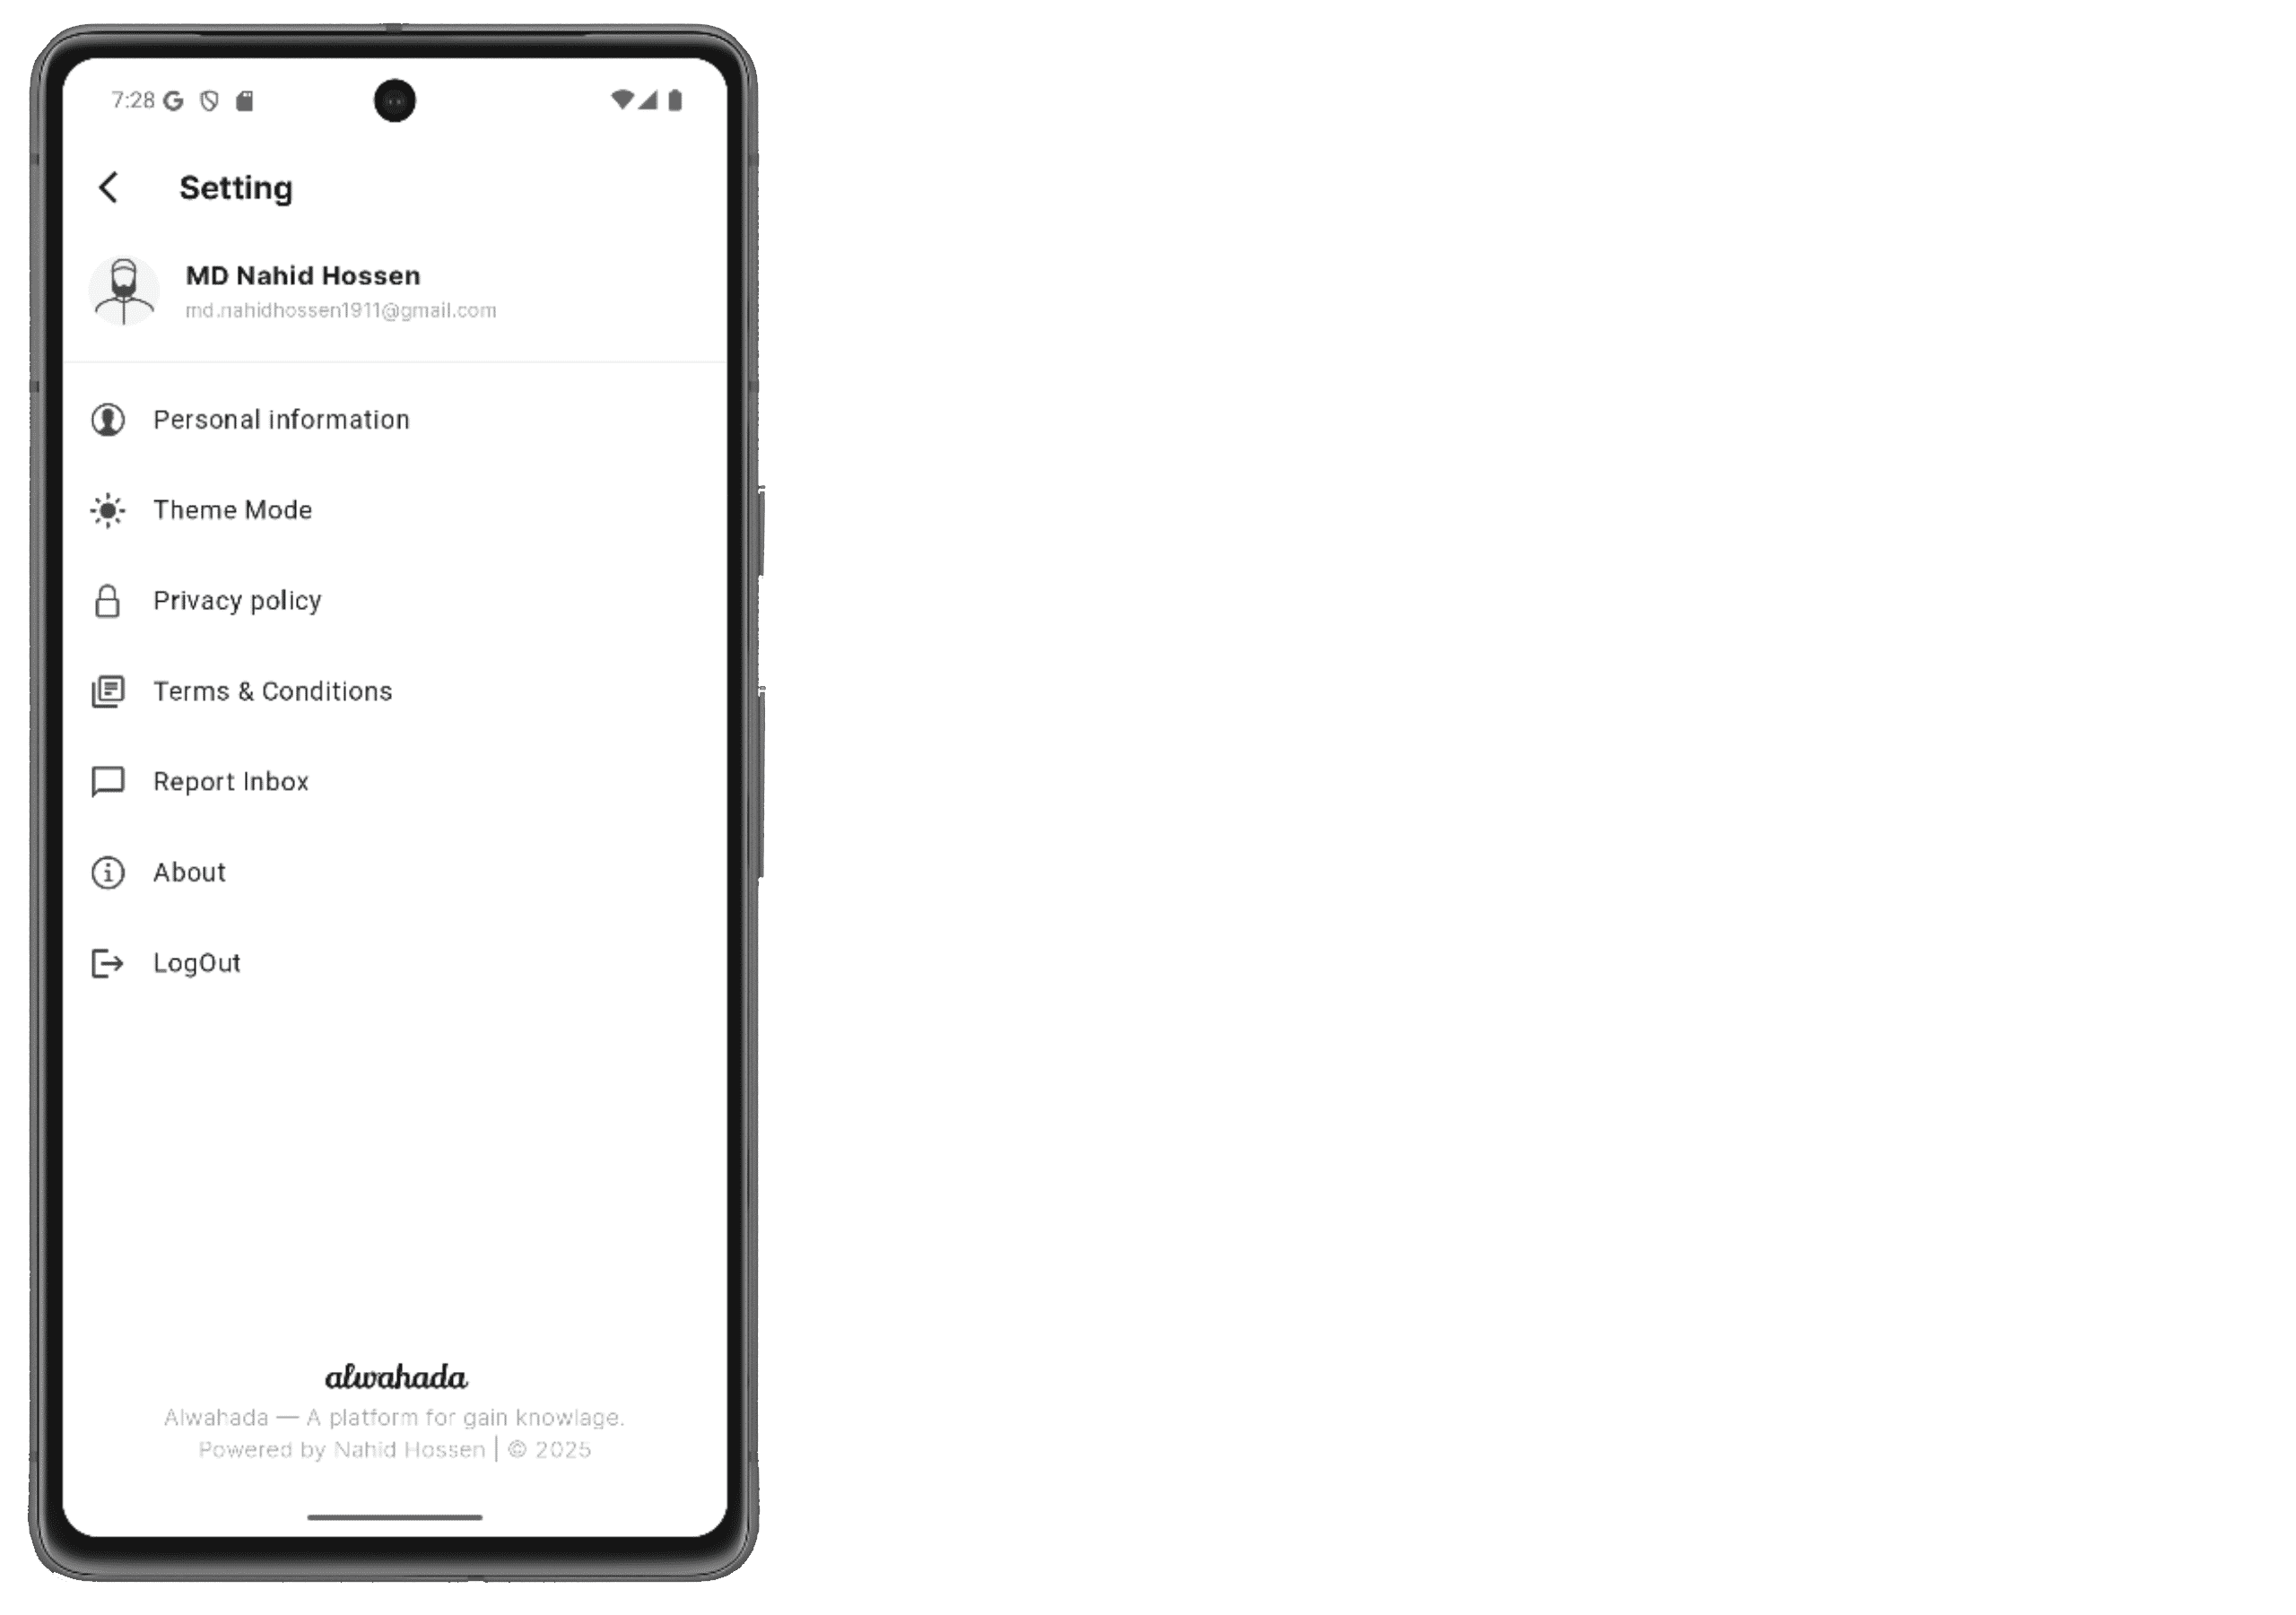 7:28
Setting
MD Nahid Hossen
md.nahidhossen1911@gmail.com
Personal information
Theme Mode
Privacy policy
Terms & Conditions
Report Inbox
About
LogOut
alwahada
Alwahada — A platform for gain knowlage.
Powered by Nahid Hossen | © 2025